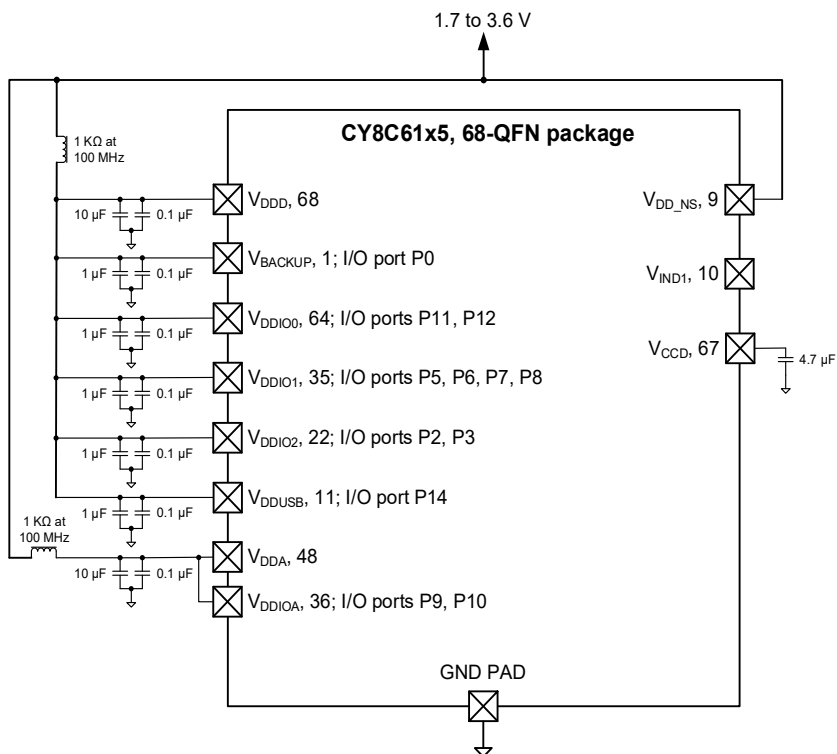 1.7 to 3.6 V
CY8C61x5, 68-QFN package
1 KΩ at
100 MHz
10 µF
0.1 µF
VDDD, 68
VDD_NS, 9
1 µF
0.1 µF
VBACKUP, 1; I/O port P0
VIND1, 10
1 µF
0.1 µF
VDDIO0, 64; I/O ports P11, P12
VCCD, 67
4.7 µF
1 µF
0.1 µF
VDDIO1, 35; I/O ports P5, P6, P7, P8
1 µF
0.1 µF
VDDIO2, 22; I/O ports P2, P3
1 µF
0.1 µF
VDDUSB, 11; I/O port P14
1 KΩ at
100 MHz
10 µF
0.1 µF
VDDA, 48
VDDIOA, 36; I/O ports P9, P10
GND PAD